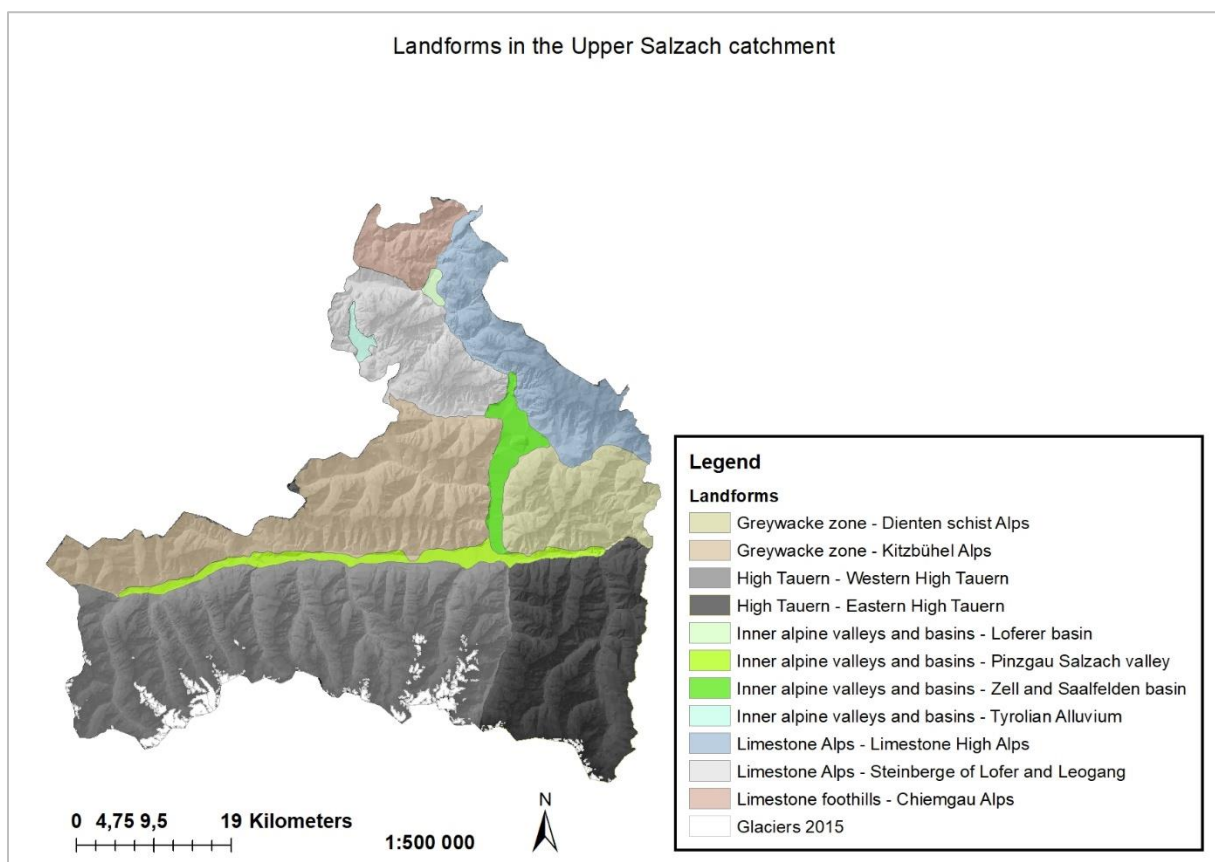 Landforms in the Upper Salzach catchment
Legend
Landforms
Greywacke zone - Dienten schist Alps
Greywacke zone - Kitzbühel Alps
High Tauern - Western High Tauern
High Tauern - Eastern High Tauern
Inner alpine valleys and basins - Loferer basin
Inner alpine valleys and basins - Pinzgau Salzach valley
Inner alpine valleys and basins - Zell and Saalfelden basin
Inner alpine valleys and basins - Tyrolian Alluvium
Limestone Alps - Limestone High Alps
Limestone Alps - Steinberge of Lofer and Leogang
Limestone foothills - Chiemgau Alps
Glaciers 2015
0 4,75 9,5 19 Kilometers
1:500 000
N